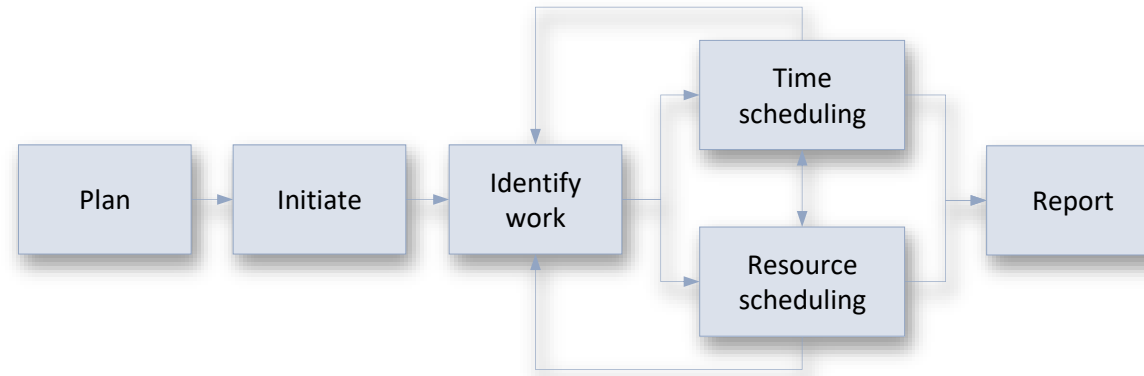 Plan
Initiate
Identify
work
Time
scheduling
Resource
scheduling
Report